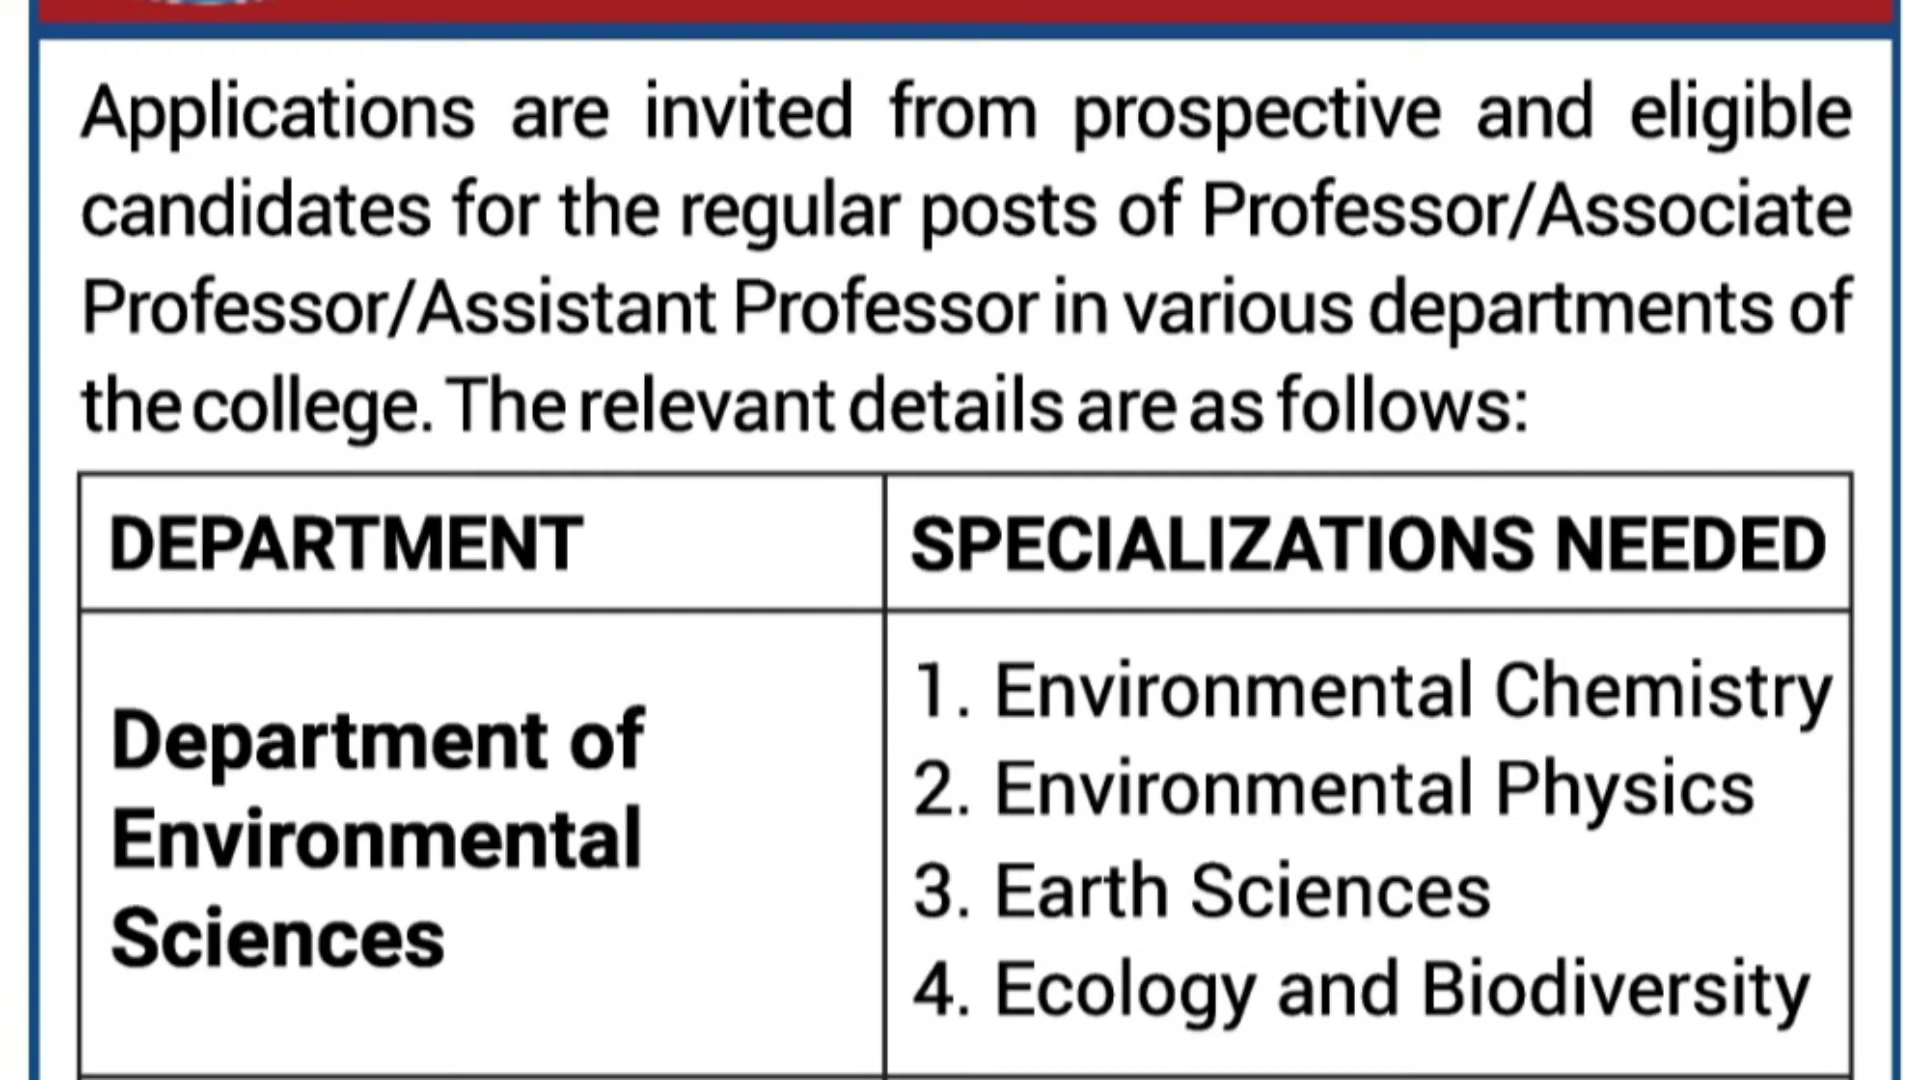 Applications are invited from prospective and eligible
candidates for the regular posts of Professor/Associate
Professor/Assistant Professor in various departments of
the college. The relevant details are as follows:
DEPARTMENT
SPECIALIZATIONS NEEDED
Department of
Environmental
Sciences
1. Environmental Chemistry
2. Environmental Physics
3. Earth Sciences
4. Ecology and Biodiversity